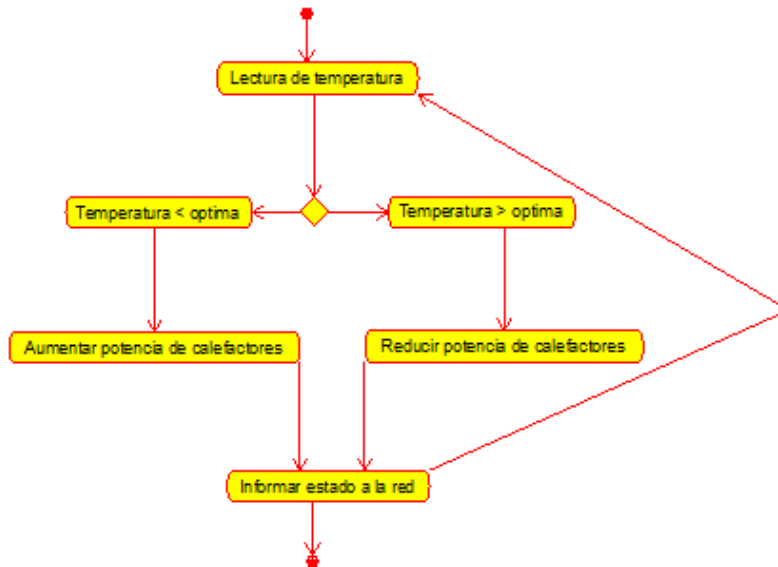 Lectura de temperatura
Temperatura < optima
Temperatura > optima
Aumentar potencia de calefactores
Reducir potencia de calefactores
Informar estado a la red